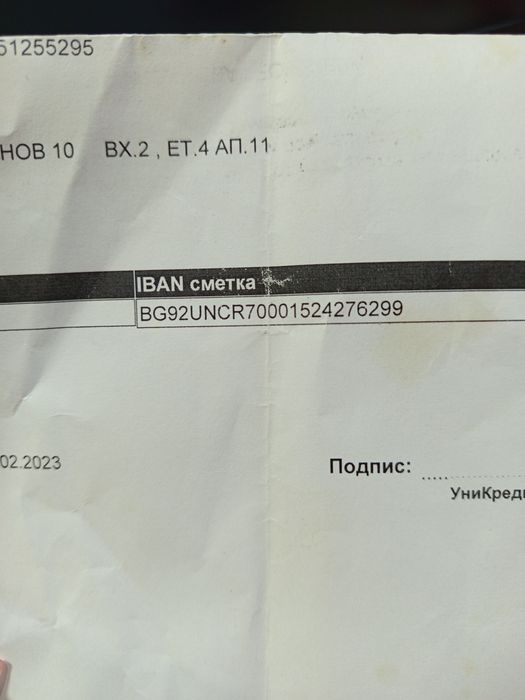 51255295
НОВ 10 ВХ.2 , ЕТ.4 АП.11
IBAN сметка
BG92UNCR70001524276299
02.2023
Подпис: ..............
УниКреди